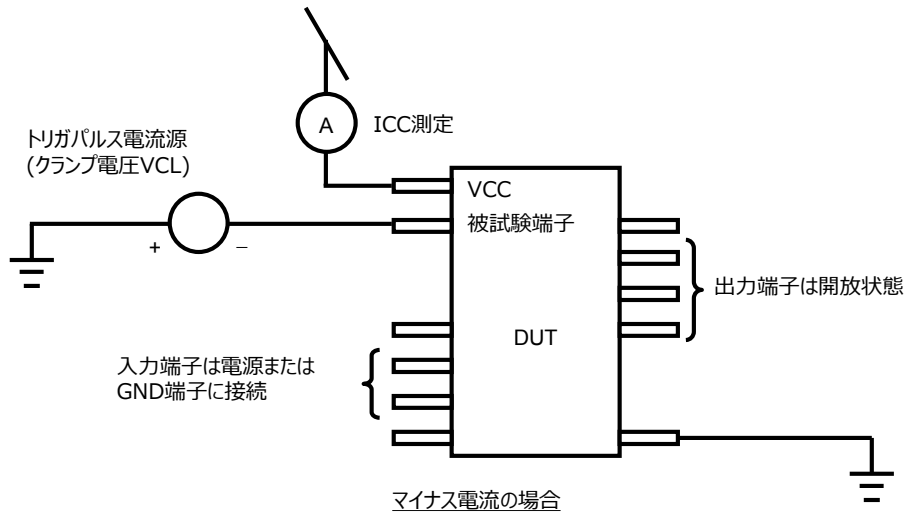 A
ICC測定
トリガパルス電流源
(クランプ電圧VCL)
VCC
被試験端子
+
−
出力端子は開放状態
DUT
入力端子は電源または
GND端子に接続
マイナス電流の場合